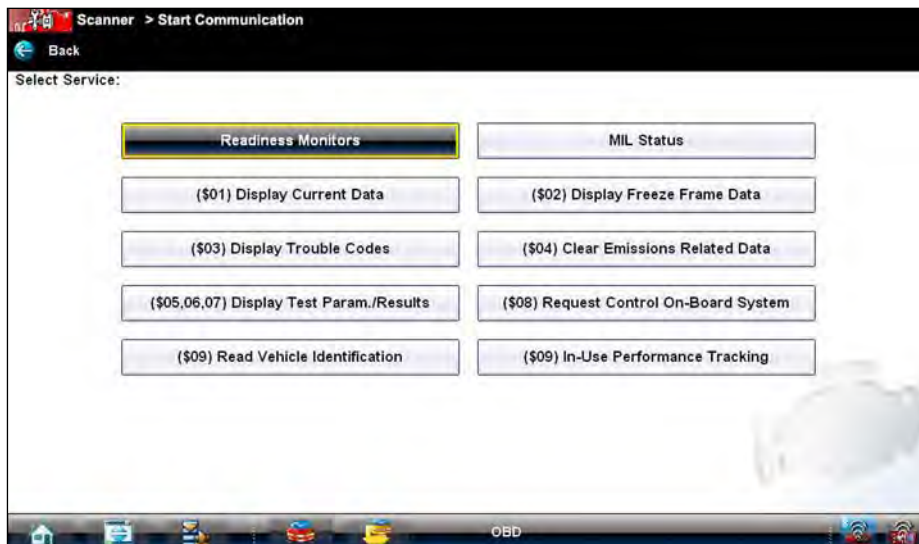 Scanner > Start Communication
Back
Select Service:
Readiness Monitors
MIL Status
($01) Display Current Data
($02) Display Freeze Frame Data
($03) Display Trouble Codes
($04) Clear Emissions Related Data
($05,06,07) Display Test Param./Results
($08) Request Control On-Board System
($09) Read Vehicle Identification
($09) In-Use Performance Tracking
OBD